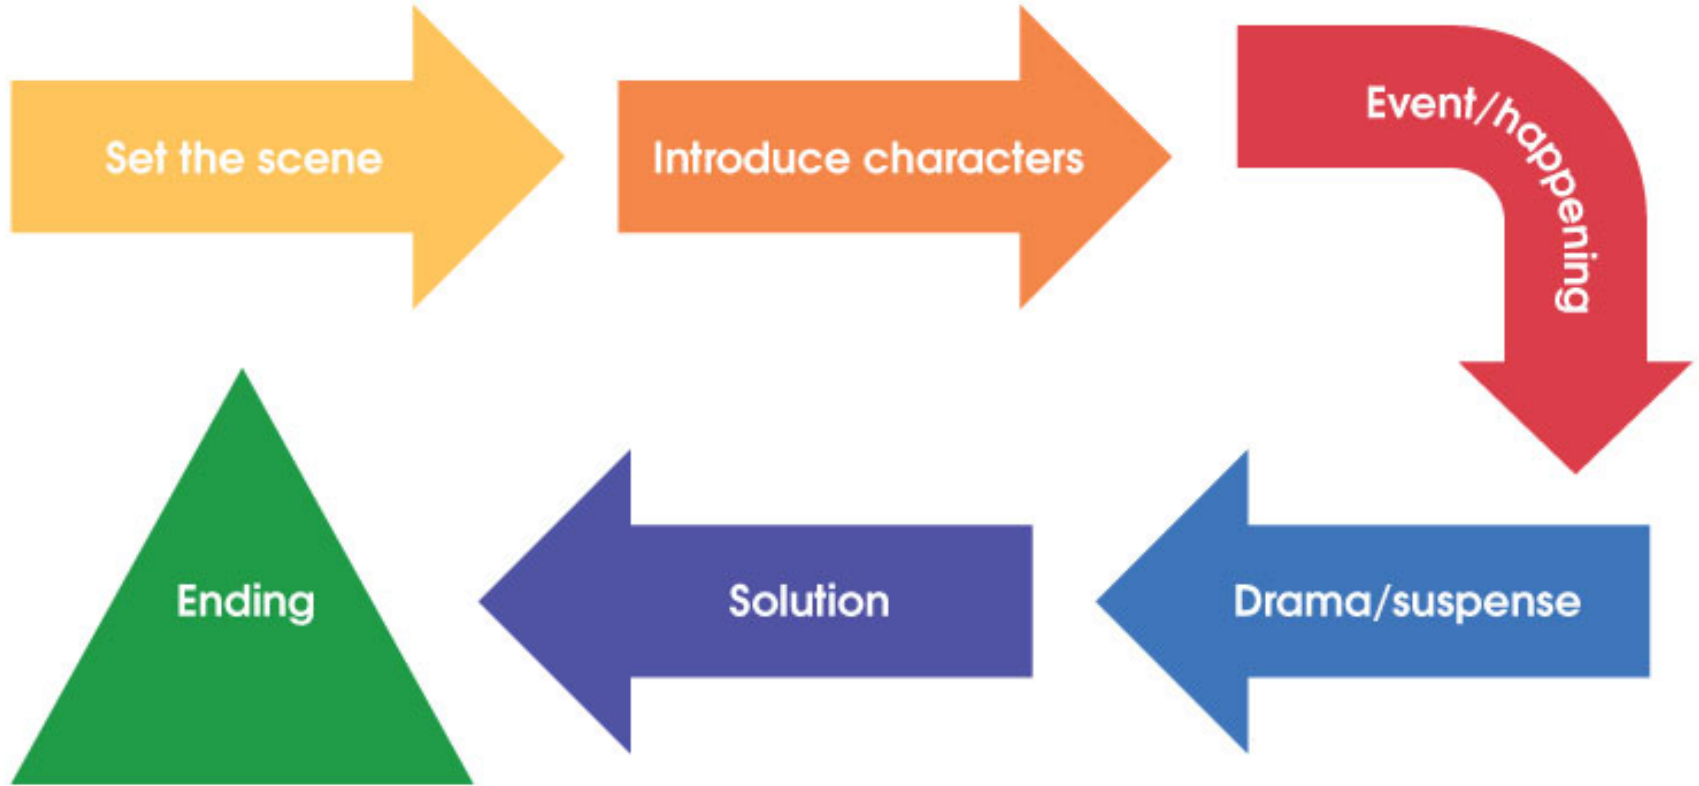 Set the scene
Introduce characters
Event/happening
Drama/suspense
Solution
Ending